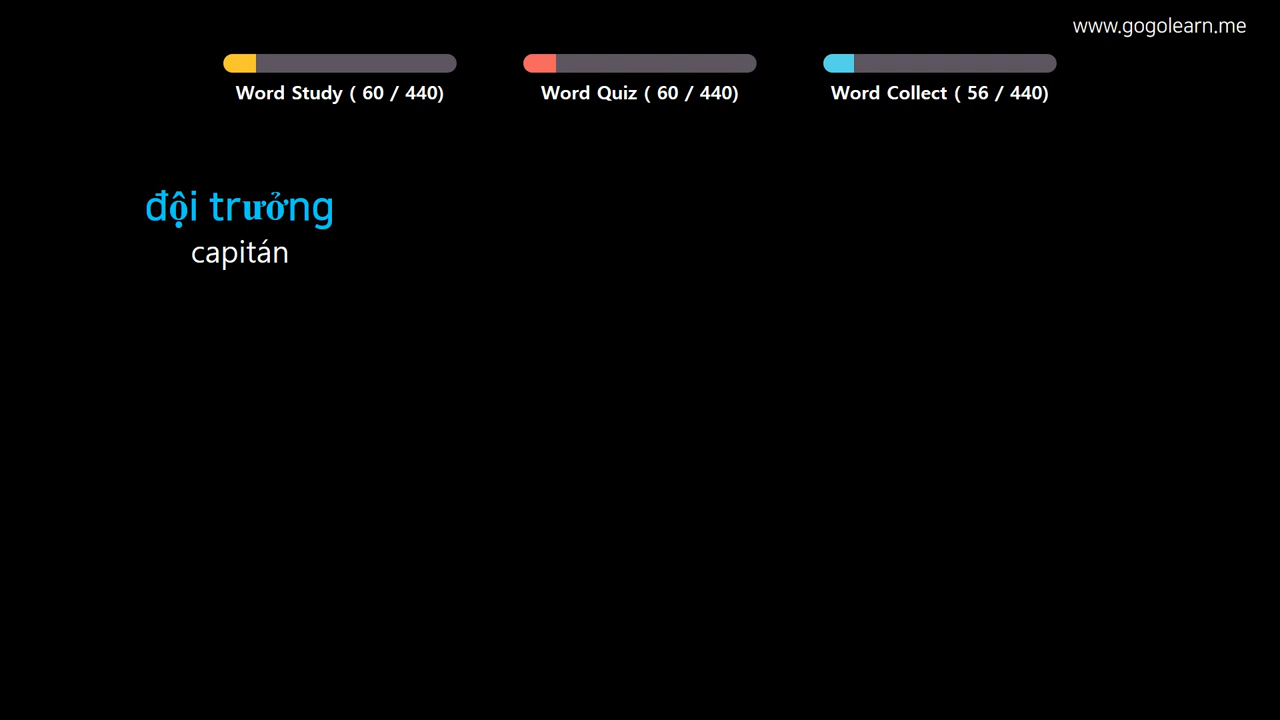 www.gogolearn.me
Word Study ( 60 / 440)
Word Quiz ( 60 / 440)
Word Collect ( 56 / 440)
đội trưởng
capitán